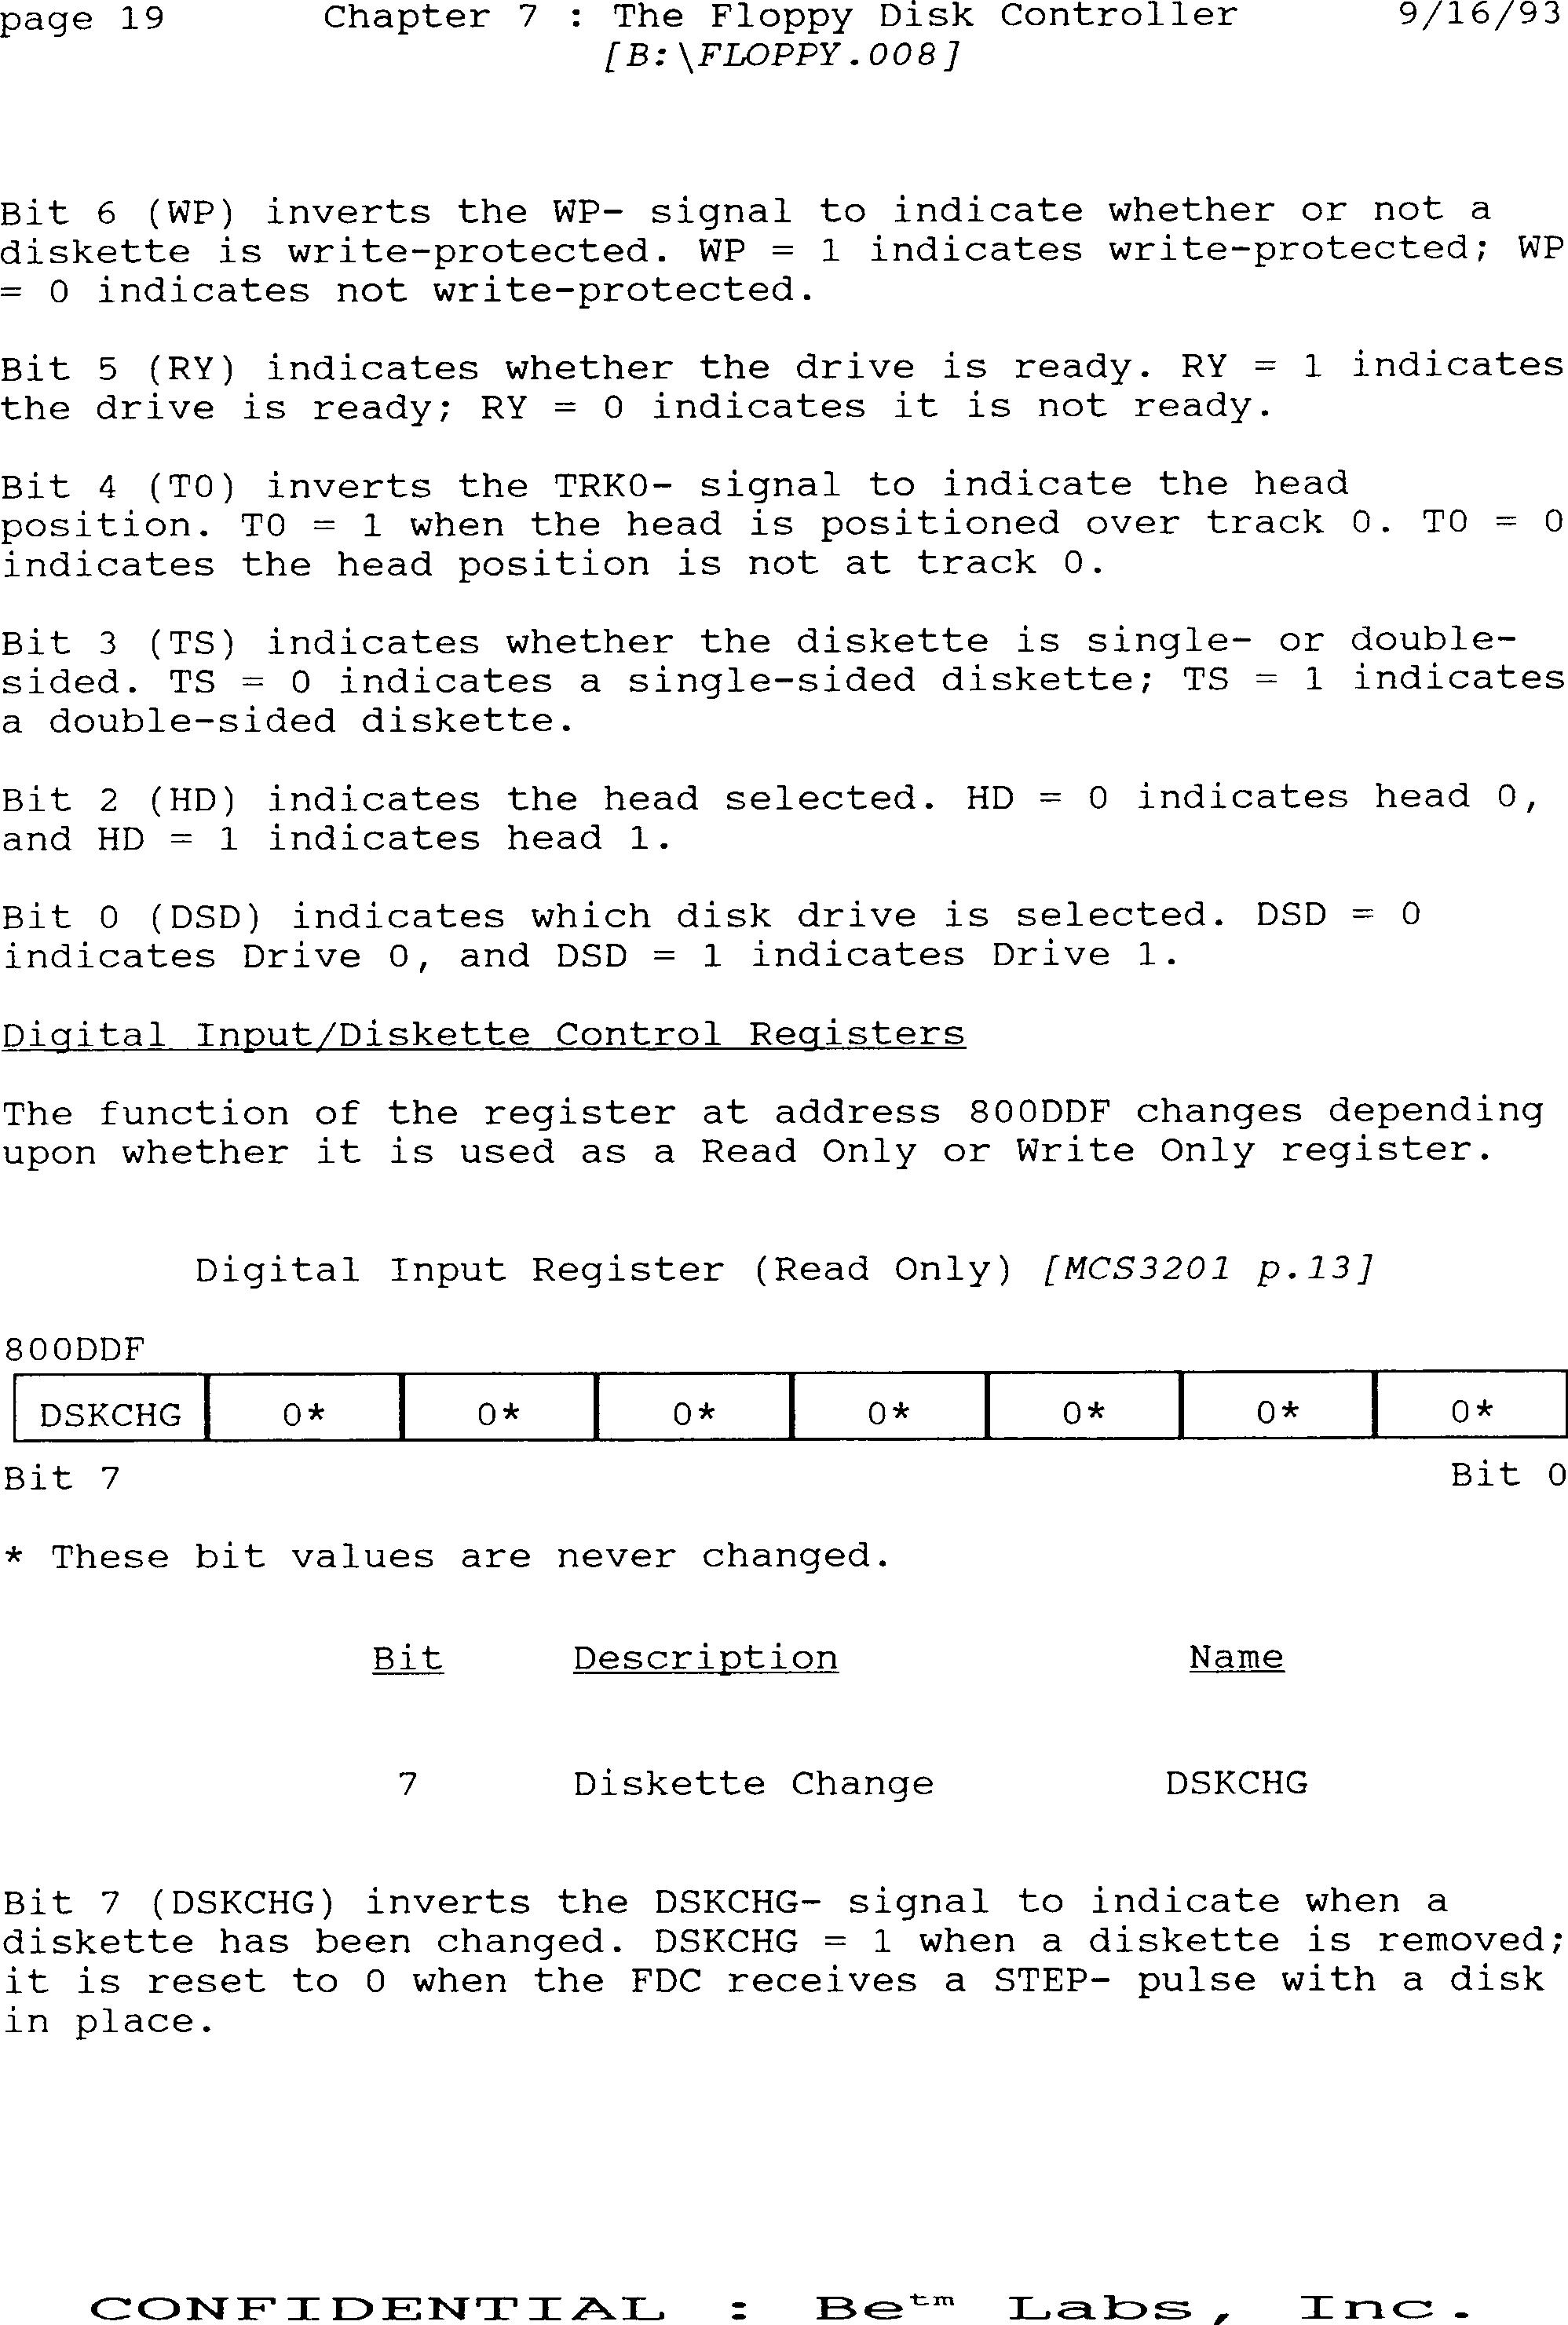 page 19 Chapter 7 : The Floppy Disk Controller 9/16/93
[B:\FLOPPY.008]
Bit 6 (WP) inverts the WP- signal to indicate whether or not a
diskette is write-protected. WP = 1 indicates write-protected; WP
= 0 indicates not write-protected.
Bit 5 (RY) indicates whether the drive is ready. RY = 1 indicates
the drive is ready; RY = 0 indicates it is not ready.
Bit 4 (T0) inverts the TRK0- signal to indicate the head
position. T0 = 1 when the head is positioned over track 0. T0 = 0
indicates the head position is not at track 0.
Bit 3 (TS) indicates whether the diskette is single- or double-
sided. TS = 0 indicates a single-sided diskette; TS = 1 indicates
a double-sided diskette.
Bit 2 (HD) indicates the head selected. HD = 0 indicates head 0,
and HD = 1 indicates head 1.
Bit 0 (DSD) indicates which disk drive is selected. DSD = 0
indicates Drive 0, and DSD = 1 indicates Drive 1.
Digital Input/Diskette Control Registers
The function of the register at address 800DDF changes depending
upon whether it is used as a Read Only or Write Only register.
Digital Input Register (Read Only) [MCS3201 p.13]
800DDF
DSKCHG 0* 0* 0* 0* 0* 0* 0*
Bit 7 Bit 0
* These bit values are never changed.
Bit Description Name
7 Diskette Change DSKCHG
Bit 7 (DSKCHG) inverts the DSKCHG- signal to indicate when a
diskette has been changed. DSKCHG = 1 when a diskette is removed;
it is reset to 0 when the FDC receives a STEP- pulse with a disk
in place.
CONFIDENTIAL : Be™ Labs, Inc.